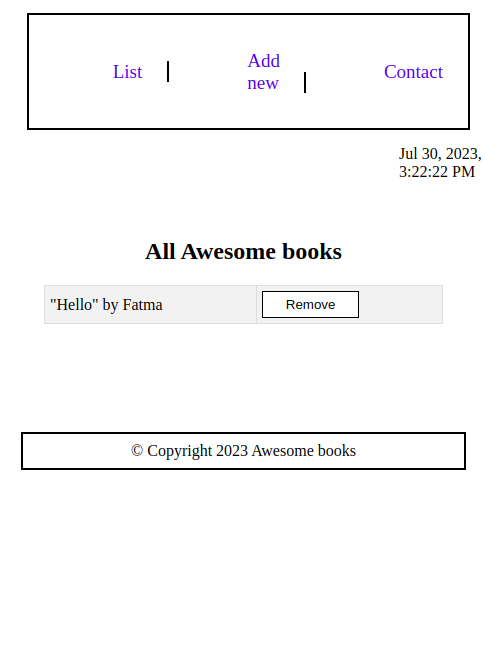 List
Add
new
Contact
Jul 30, 2023,
3:22:22 PM
All Awesome books
"Hello" by Fatma
Remove
© Copyright 2023 Awesome books